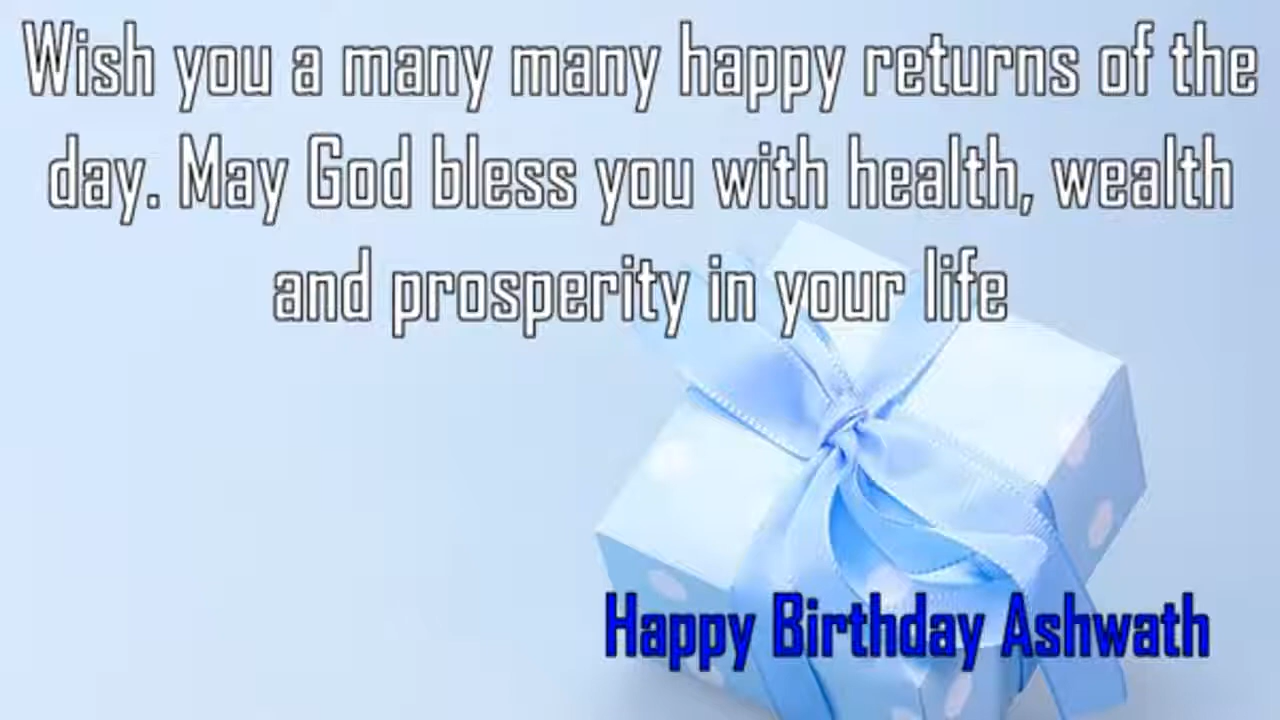 Wish you a many many happy returns of the
day. May God bless you with health, wealth
and prosperity in your life
Happy Birthday Ashwath